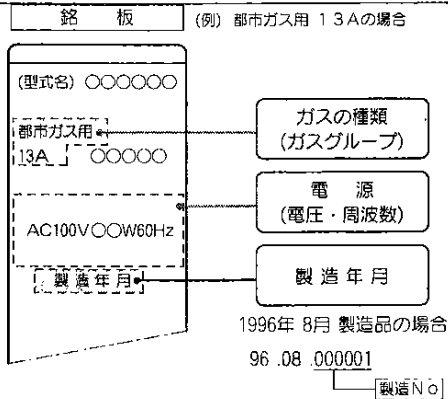 銘板
(例) 都市ガス用 13Aの場合
(型式名) ○○○○○○
都市ガス用
13A ○○○○○
ガスの種類
(ガスグループ)
電源
(電圧・周波数)
AC100V○○W60Hz
製造年月
製造年月
1996年 8月 製造品の場合
96 .08 .000001
製造No